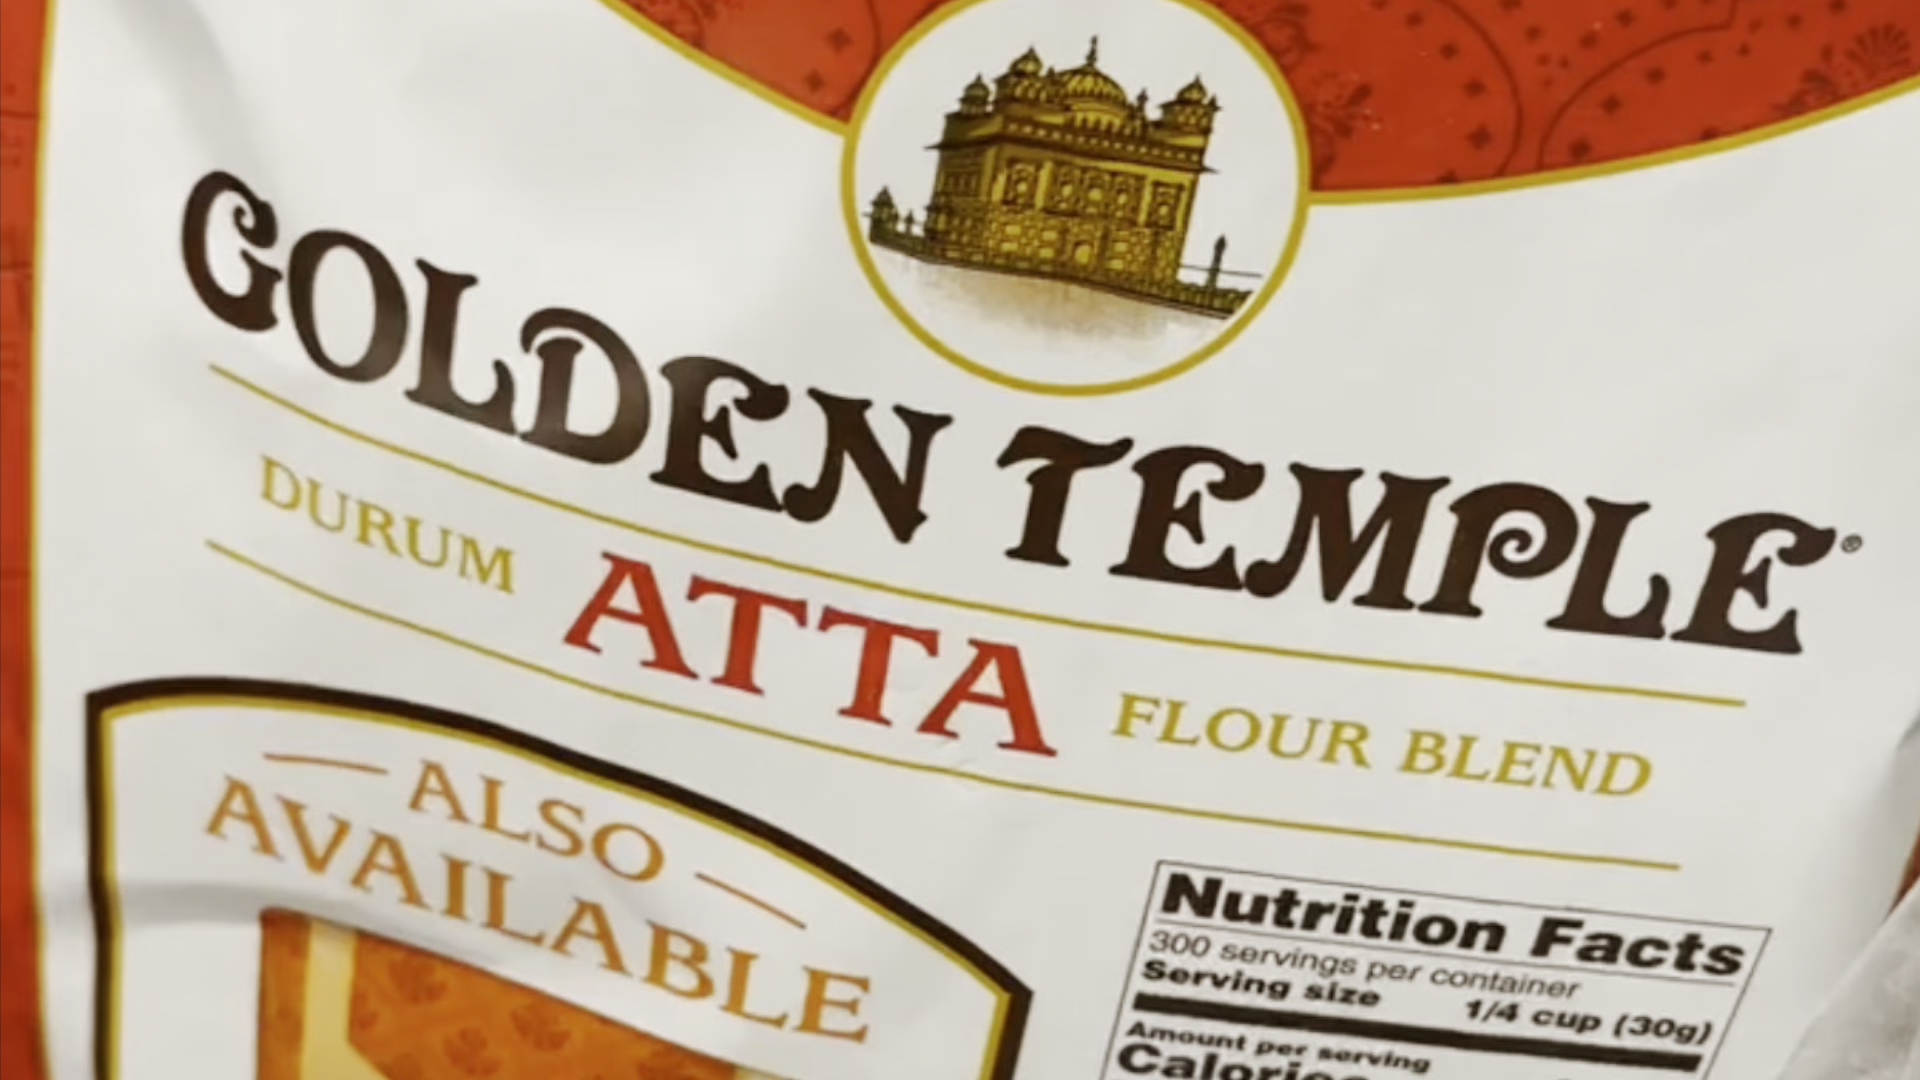 GOLDEN TEMPLE®
DURUM ATTA FLOUR BLEND
ALSO
AVAILABLE
Nutrition Facts
300 servings per container
Serving size 1/4 cup (30g)
Amount per serving
Calories